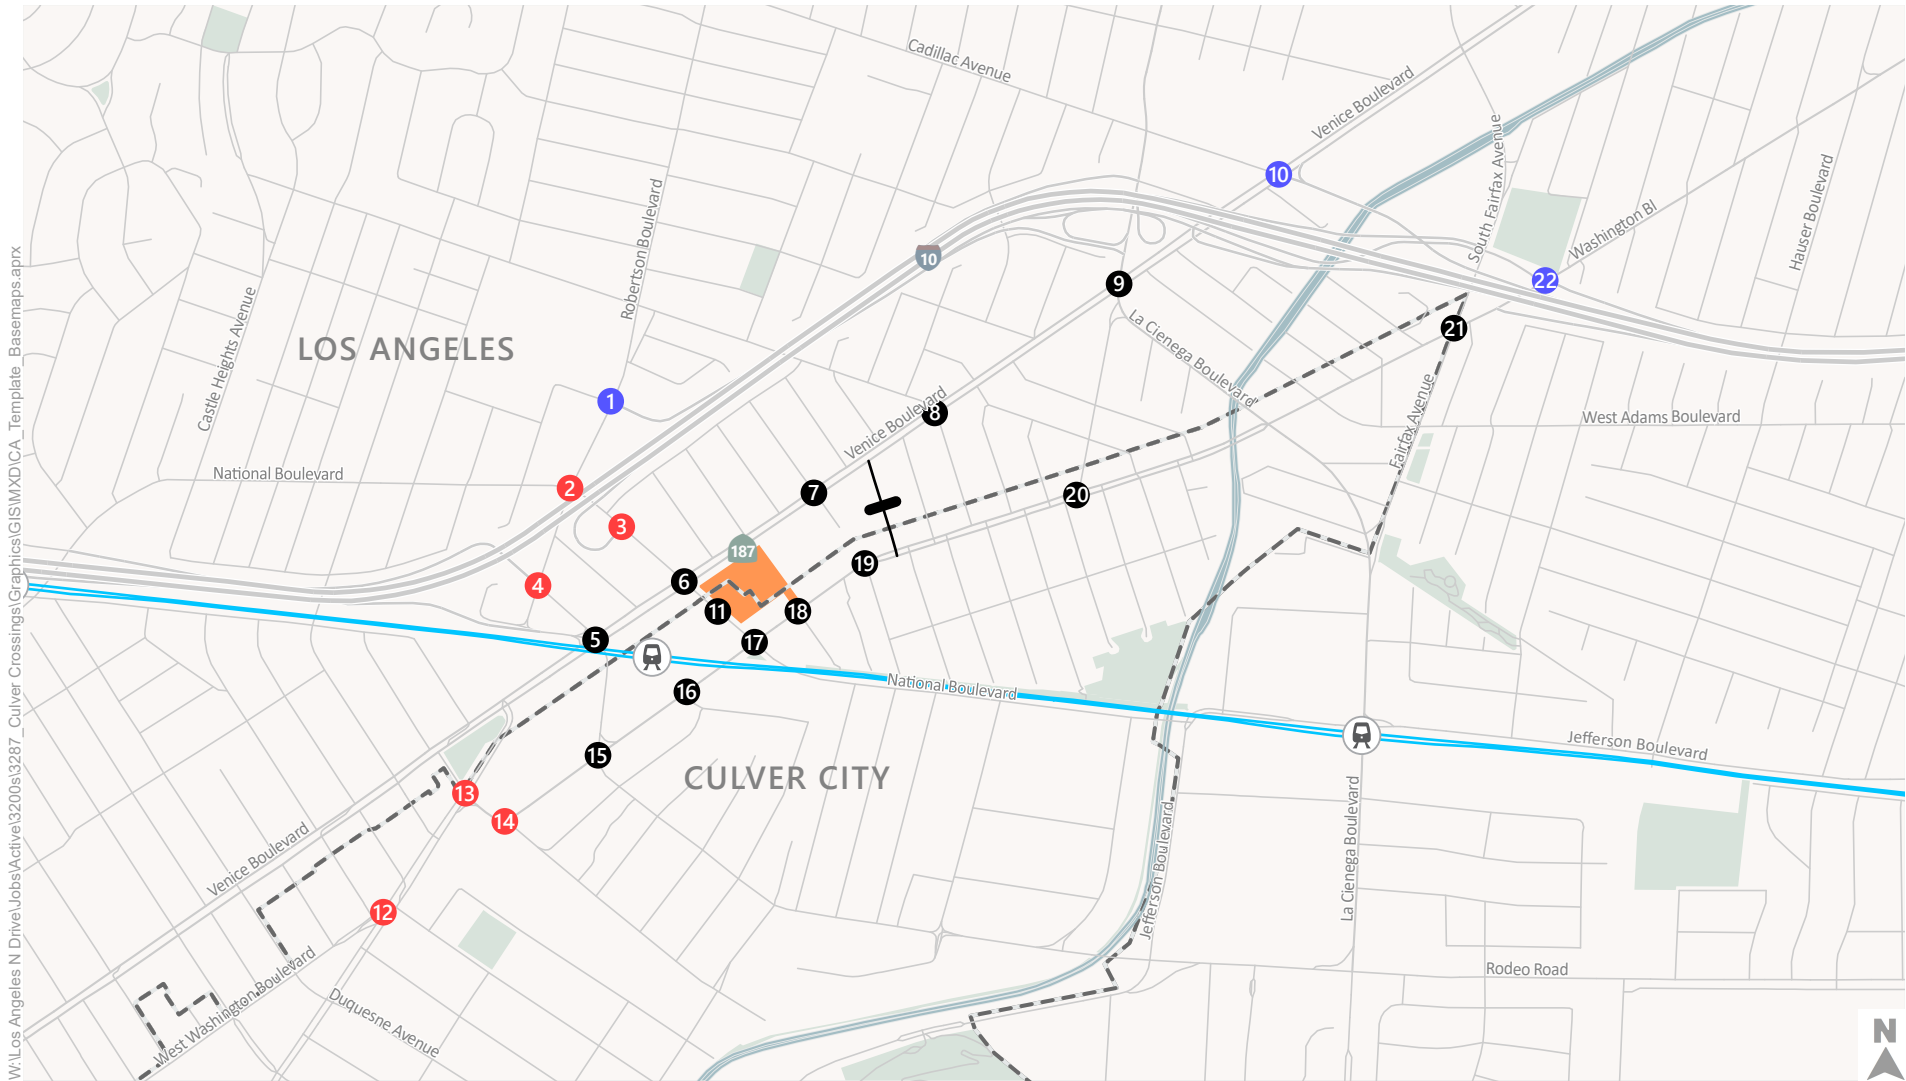 Cadillac Avenue
Venice Boulevard
South Fairfax Avenue
10
Hauser Boulevard
Robertson Boulevard
Washington Bl
10
22
9
Castle Heights Avenue
LOS ANGELES
La Cienega Boulevard
21
1
Venice Boulevard
8
Fairfax Avenue
West Adams Boulevard
National Boulevard
2
7
20
3
187
19
4
6
11
18
5
17
16
National Boulevard
15
CULVER CITY
Jefferson Boulevard
13
14
Venice Boulevard
12
Jefferson Boulevard
La Cienega Boulevard
West Washington Boulevard
Duquesne Avenue
Rodeo Road
N
W:\Los Angeles N Drive\Jobs\Active\3200s\3287_Culver Crossings\Graphics\GIS\MXD\CA_Template_Basemaps.aprx